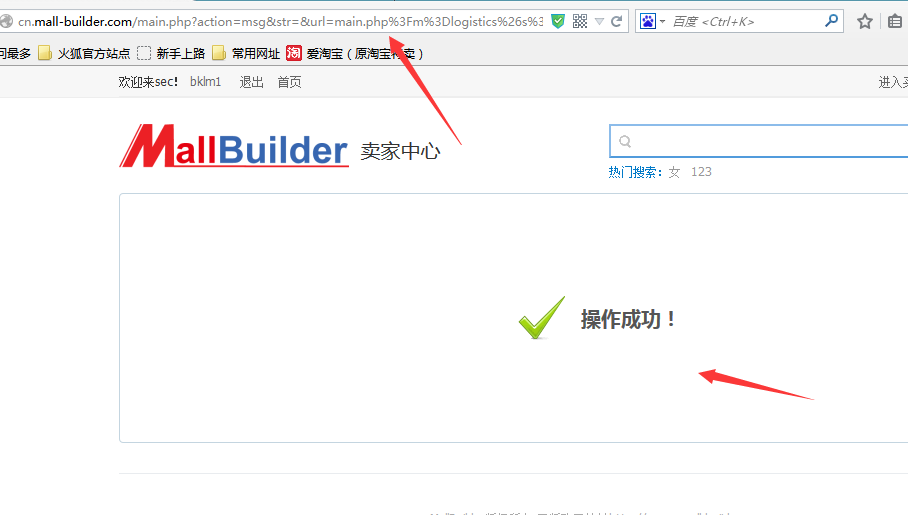 cn.mall-builder.com/main.php?action=msg&str=&url=main.php%3Fm%3Dlogistics%26s%3
百度 <Ctrl+K>
问最多 火狐官方站点 新手上路 常用网址 淘 爱淘宝（原淘宝特卖）
欢迎来sec! bklm1 退出 首页 进入
MallBuilder 卖家中心
热门搜索: 女 123
操作成功！